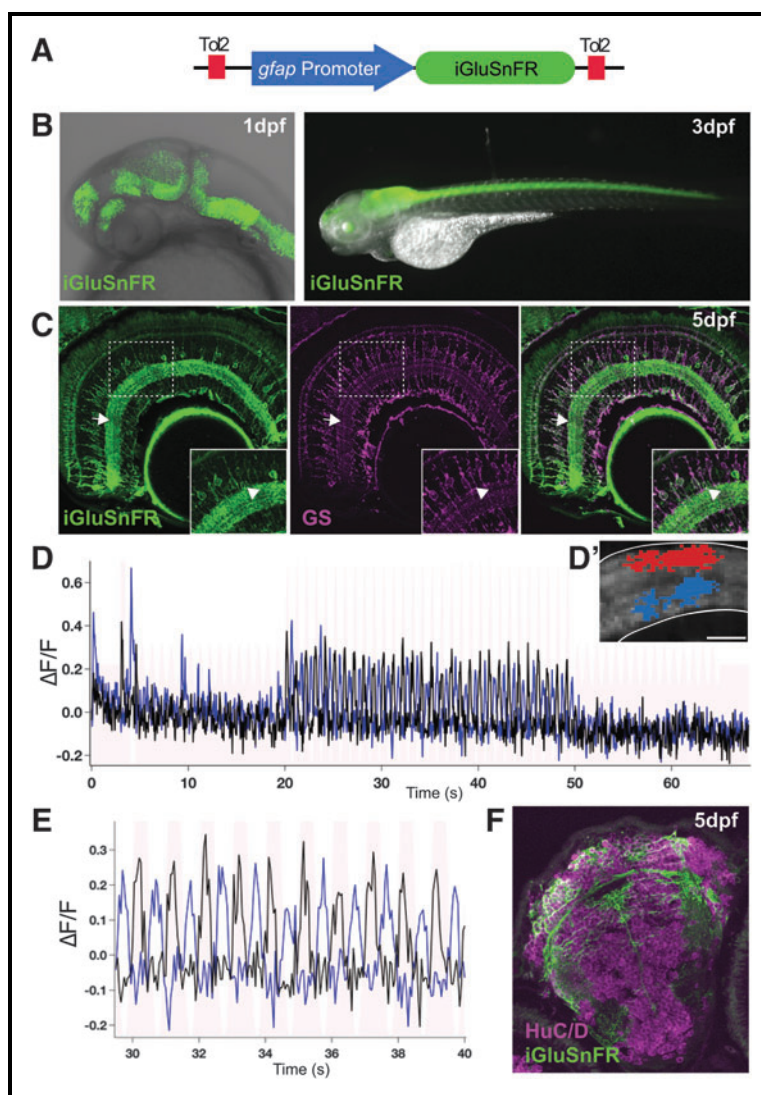 A
Tol2
gfap Promoter
iGluSnFR
Tol2
B
1dpf
iGluSnFR
3dpf
iGluSnFR
C
iGluSnFR
GS
5dpf
D
ΔF/F
0.6
0.4
0.2
0.0
-0.2
0 10 20 30 40 50 60
Time (s)
D'
E
ΔF/F
0.3
0.2
0.1
0.0
-0.1
-0.2
30 32 34 36 38 40
Time (s)
F
5dpf
HuC/D
iGluSnFR